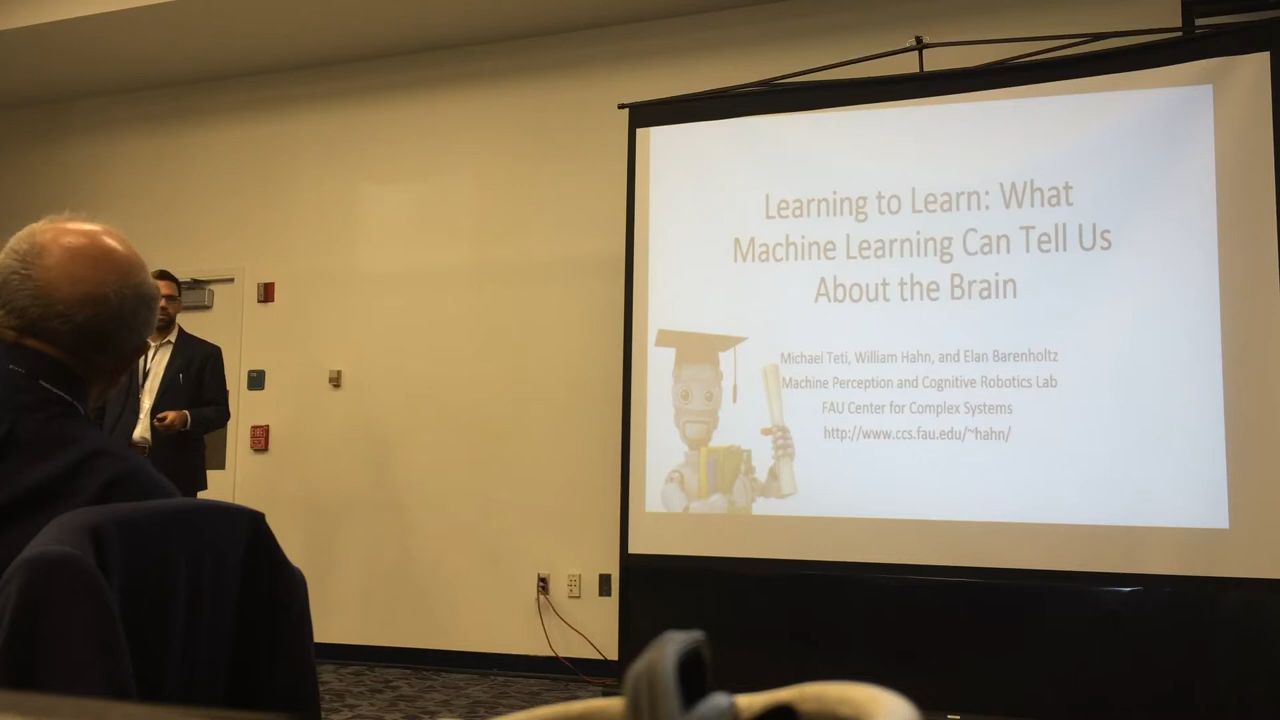 Learning to Learn: What
Machine Learning Can Tell Us
About the Brain
Michael Teti, William Hahn, and Elan Barenholtz
Machine Perception and Cognitive Robotics Lab
FAU Center for Complex Systems
http://www.ccs.fau.edu/~hahn/
FIRE